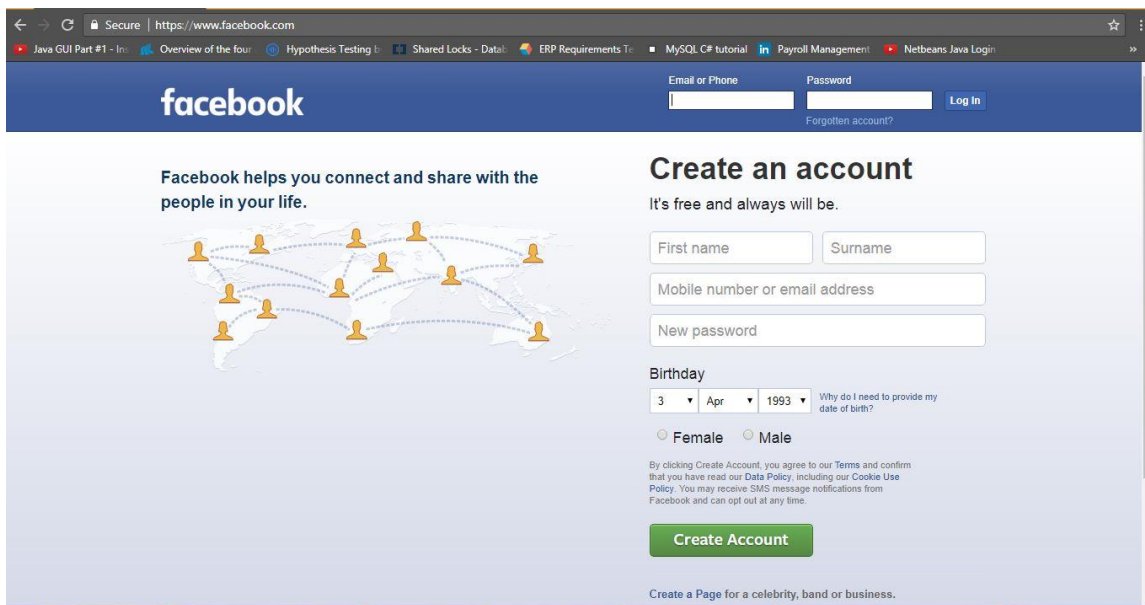 Secure | https://www.facebook.com
Java GUI Part #1 - Ins Overview of the four Hypothesis Testing b Shared Locks - Datab ERP Requirements Te MySQL C# tutorial Payroll Management Netbeans Java Login »
facebook
Email or Phone Password
Log In
Forgotten account?
Facebook helps you connect and share with the
people in your life.
Create an account
It's free and always will be.
First name Surname
Mobile number or email address
New password
Birthday
3 Apr 1993
Why do I need to provide my
date of birth?
Female Male
By clicking Create Account, you agree to our Terms and confirm
that you have read our Data Policy, including our Cookie Use
Policy. You may receive SMS message notifications from
Facebook and can opt out at any time.
Create Account
Create a Page for a celebrity, band or business.